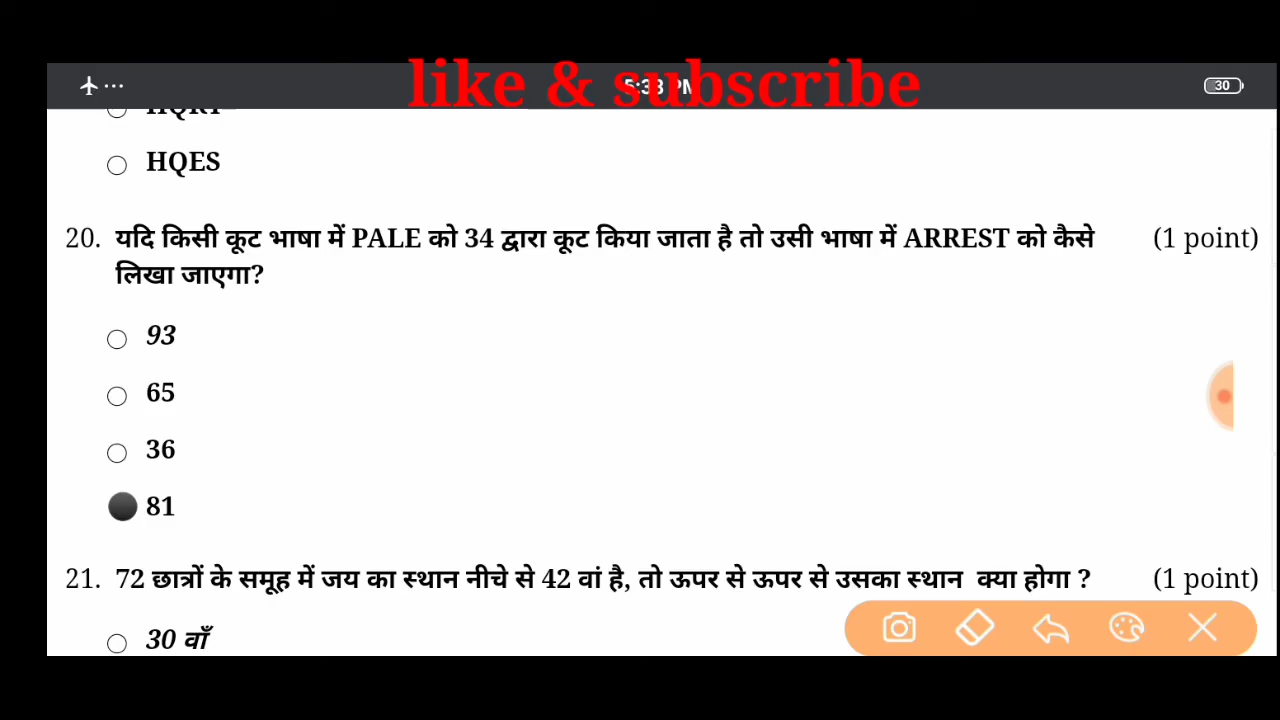 like & subscribe
30
HQES
20. यदि किसी कूट भाषा में PALE को 34 द्वारा कूट किया जाता है तो उसी भाषा में ARREST को कैसे (1 point)
लिखा जाएगा?
93
65
36
81
21. 72 छात्रों के समूह में जय का स्थान नीचे से 42 वां है, तो ऊपर से ऊपर से उसका स्थान क्या होगा ? (1 point)
30 वाँ